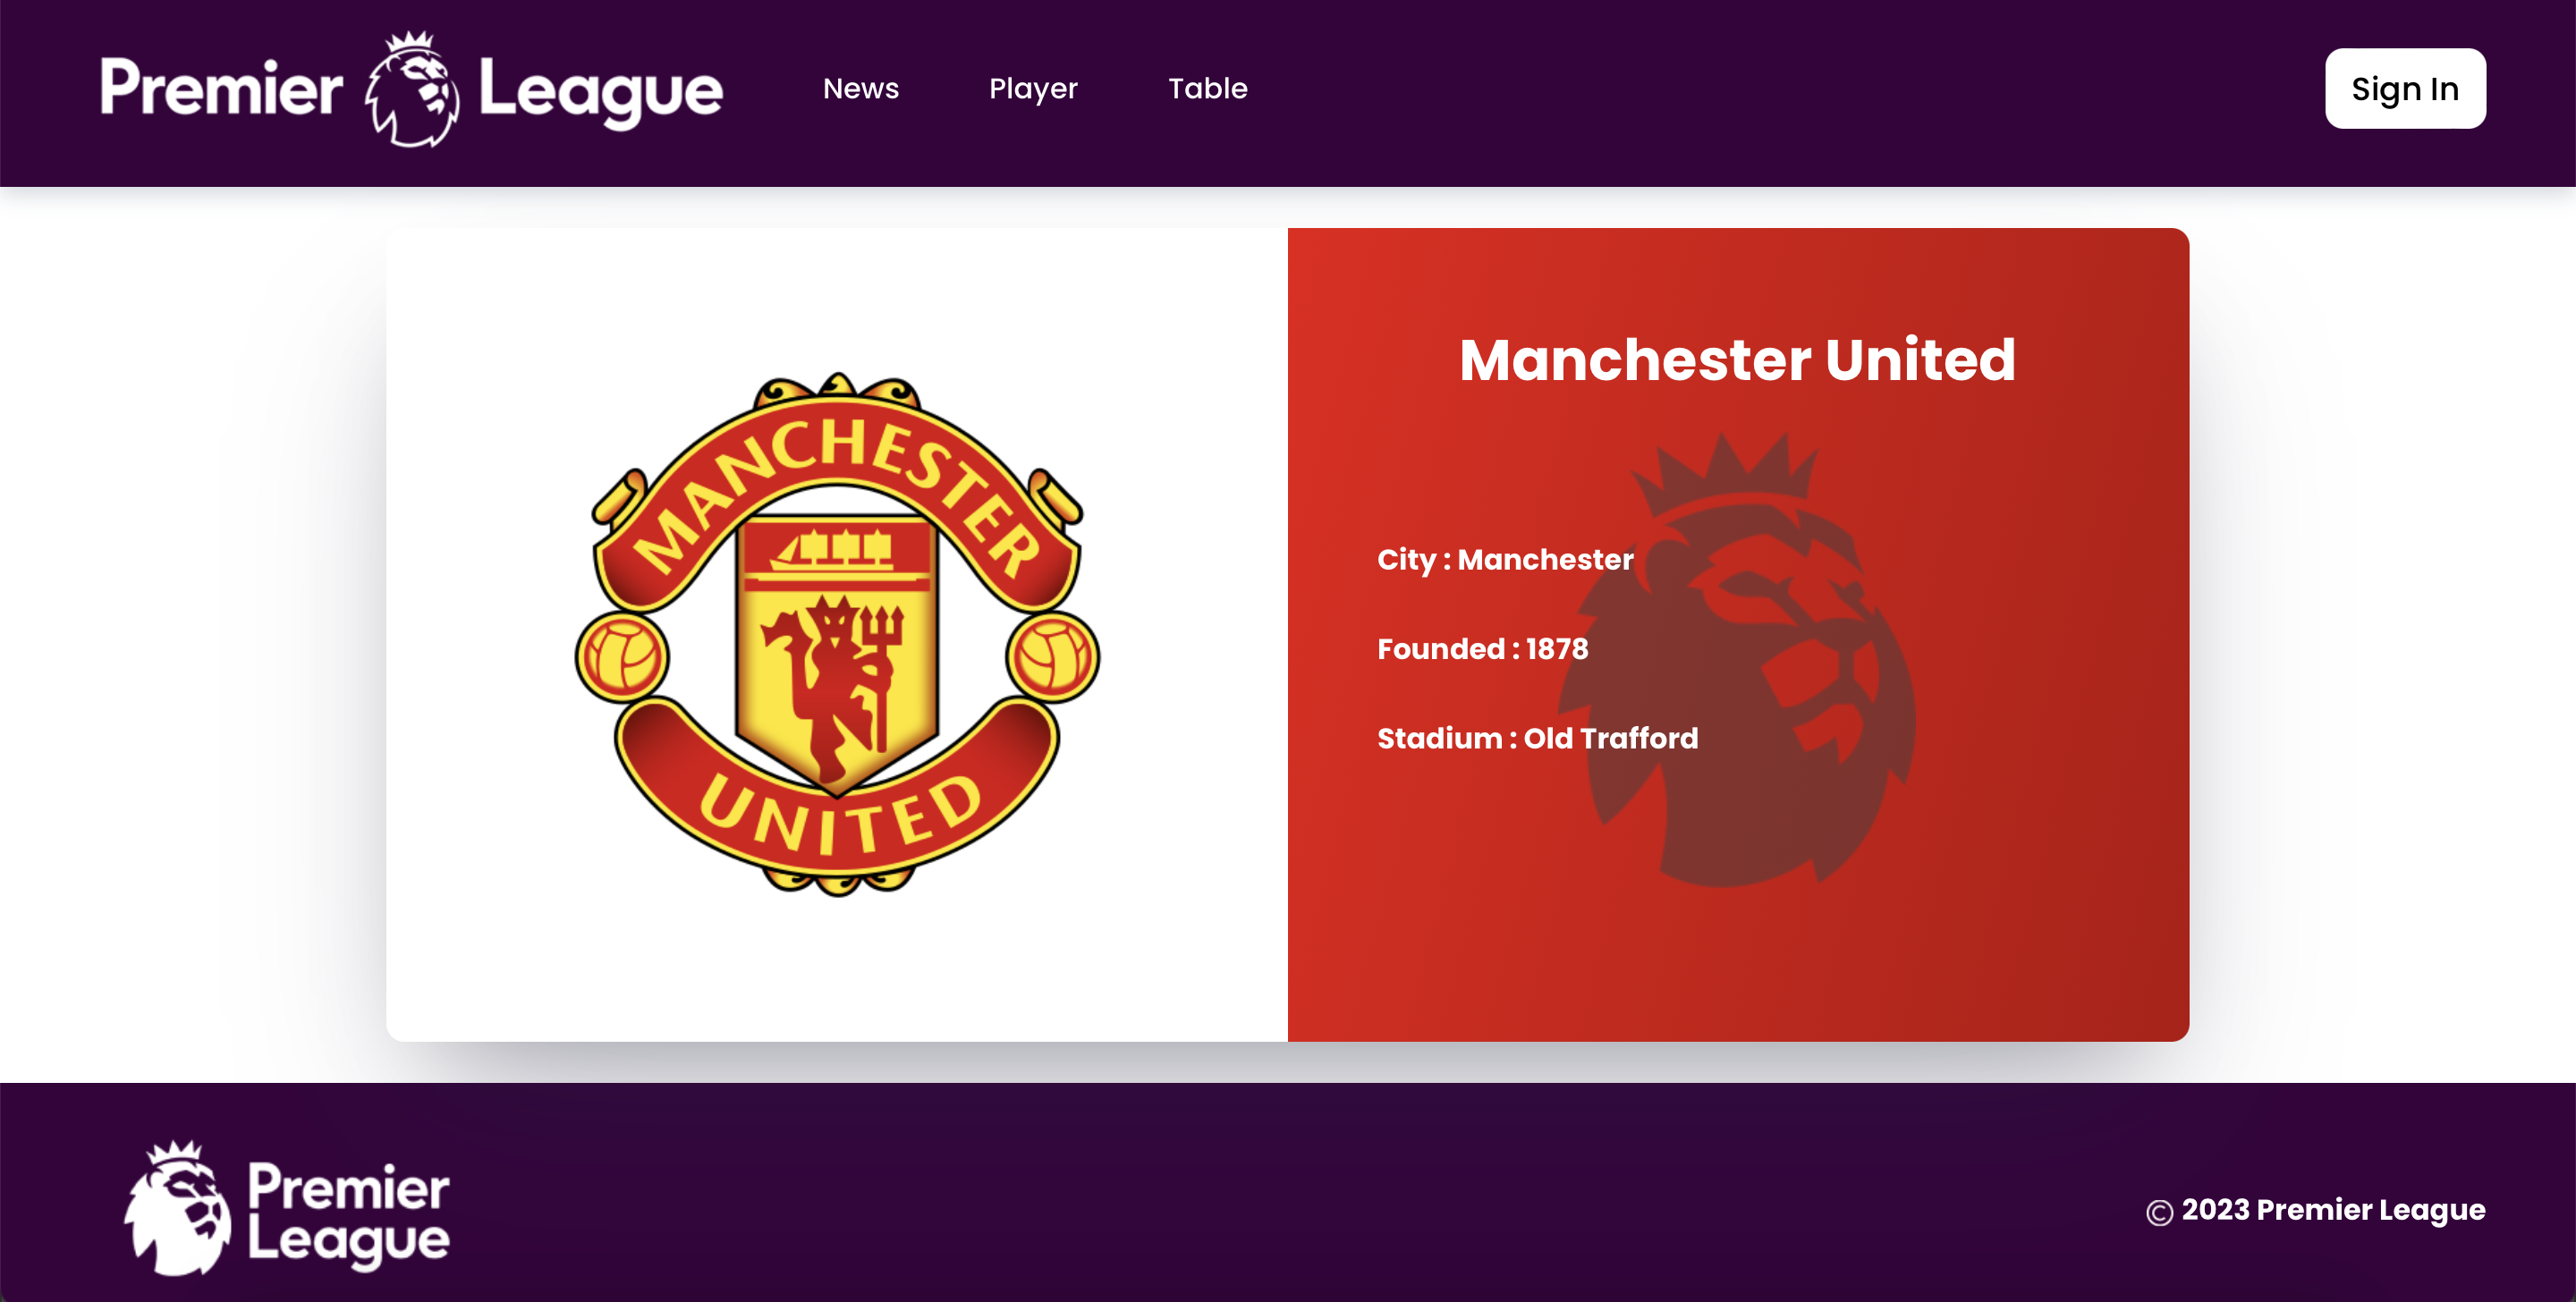 Premier League
News
Player
Table
Sign In
MANCHESTER
UNITED
Manchester United
City : Manchester
Founded : 1878
Stadium : Old Trafford
Premier
League
© 2023 Premier League